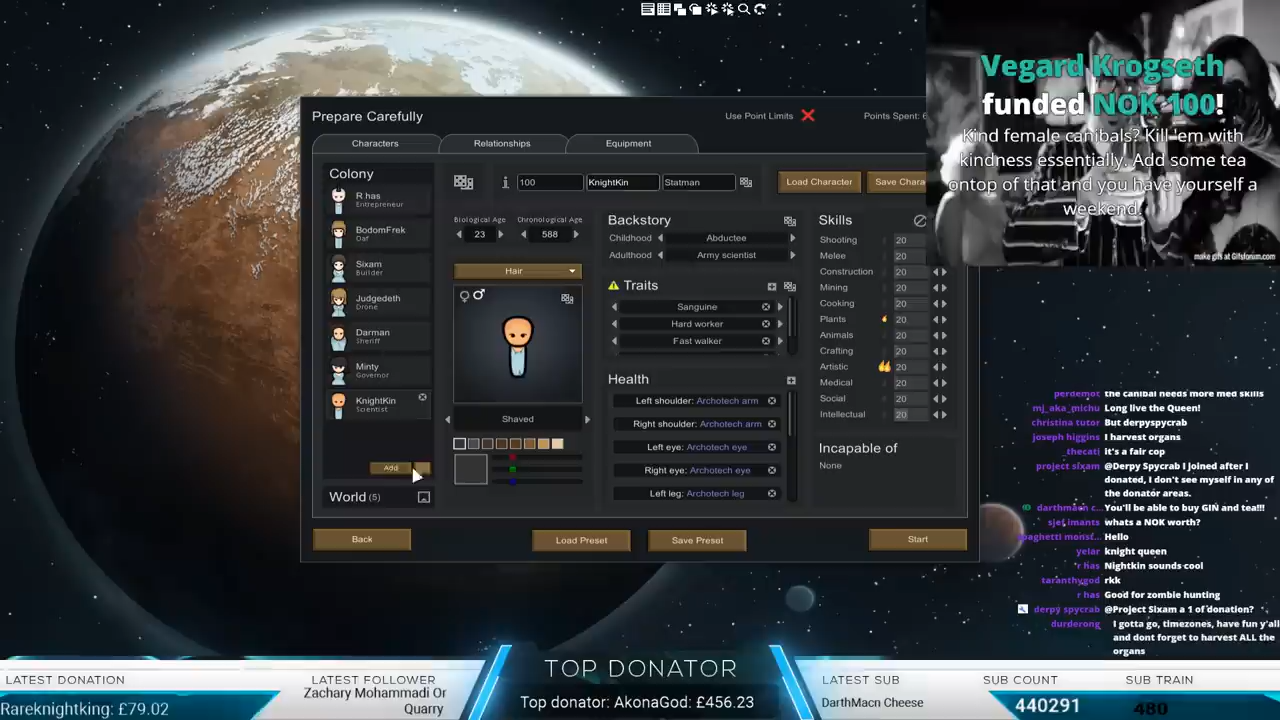 Prepare Carefully
Use Point Limits
Points Spent: 6
Characters
Relationships
Equipment
Colony
R has
Entrepreneur
BodomFrek
Oaf
Sixam
Builder
Judgedeth
Drone
Darman
Sheriff
Minty
Governor
KnightKin
Scientist
Add
World (5)
100
KnightKin
Statman
Load Character
Save Chara
Biological Age
Chronological Age
23
588
Hair
Shaved
Backstory
Childhood
Abductee
Adulthood
Army scientist
Traits
Sanguine
Hard worker
Fast walker
Health
Left shoulder: Archotech arm
Right shoulder: Archotech arm
Left eye: Archotech eye
Right eye: Archotech eye
Left leg: Archotech leg
Skills
Shooting 20
Melee 20
Construction 20
Mining 20
Cooking 20
Plants 20
Animals 20
Crafting 20
Artistic 20
Medical 20
Social 20
Intellectual 20
Incapable of
None
Back
Load Preset
Save Preset
Start
Vegard Krogseth
funded NOK 100!
Kind female canibals? Kill 'em with
kindness essentially. Add some tea
ontop of that and you have yourself a
weekend.
make gifs at Gifsforum.com
perdemot the canibal needs more med skills
mj_aka_michu Long live the Queen!
christina tutor But derpyspycrab
joseph higgins I harvest organs
_thecati it's a fair cop
project sixam @Derpy Spycrab I joined after I
donated, I don't see myself in any of
the donator areas.
darthmach c... You'll be able to buy GIN and tea!!!
sjef imants whats a NOK worth?
spaghetti monsf... Hello
yelar knight queen
r has Nightkin sounds cool
taranthygod rkk
r has Good for zombie hunting
derpy spycrab @Project Sixam a 1 of donation?
durderong I gotta go, timezones, have fun y'all
and dont forget to harvest ALL the
organs
LATEST DONATION
Rareknightking: £79.02
LATEST FOLLOWER
Zachary Mohammadi Or
Quarry
TOP DONATOR
Top donator: AkonaGod: £456.23
LATEST SUB
DarthMacn Cheese
SUB COUNT
440291
SUB TRAIN
480